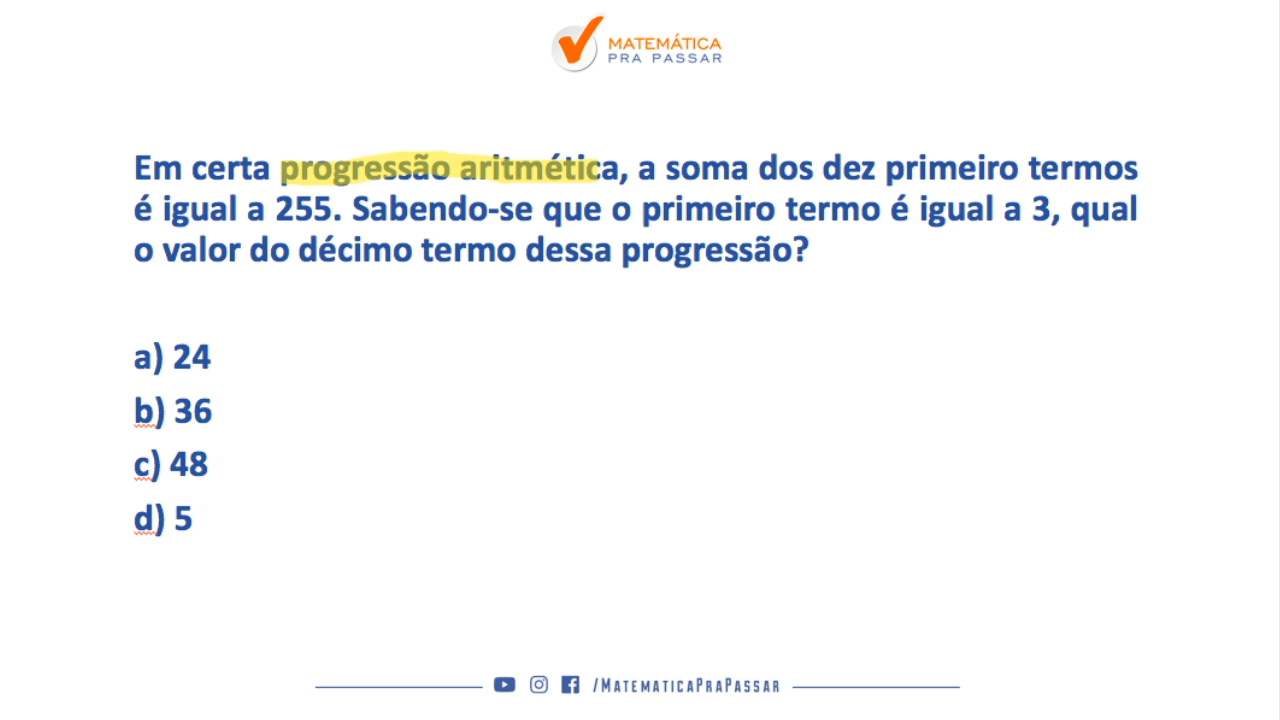 MATEMÁTICA
PRA PASSAR
Em certa progressão aritmética, a soma dos dez primeiro termos
é igual a 255. Sabendo-se que o primeiro termo é igual a 3, qual
o valor do décimo termo dessa progressão?
a) 24
b) 36
c) 48
d) 5
/MATEMATICAPRAPASSAR